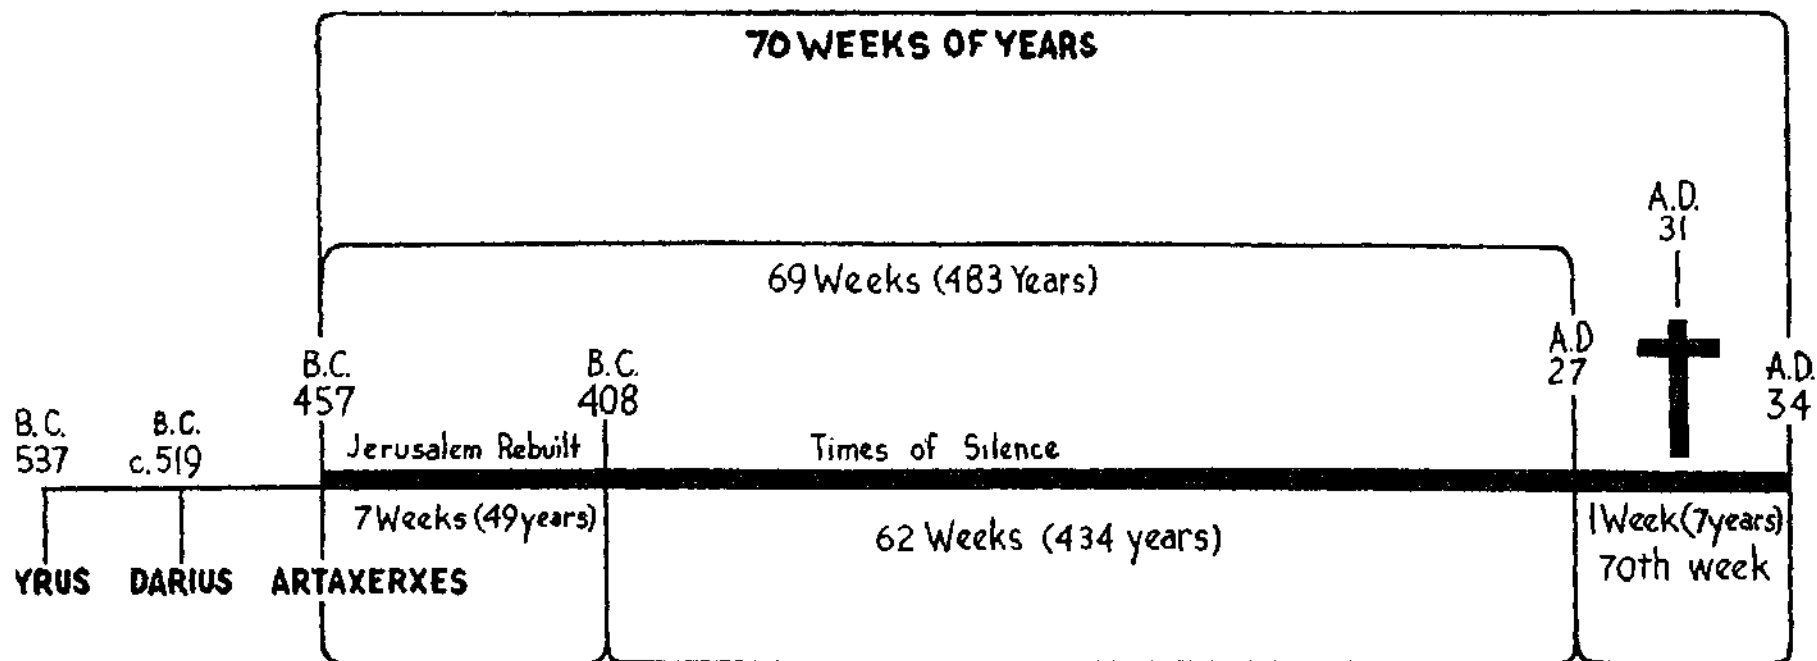 70 WEEKS OF YEARS
A.D.
31
69 Weeks (483 Years)
B.C.
457
B.C.
408
A.D
27
A.D.
34
B.C.
537
B.C.
c.519
Jerusalem Rebuilt
Times of Silence
7 Weeks (49 years)
62 Weeks (434 years)
1 Week (7 years)
70th week
YRUS DARIUS ARTAXERXES